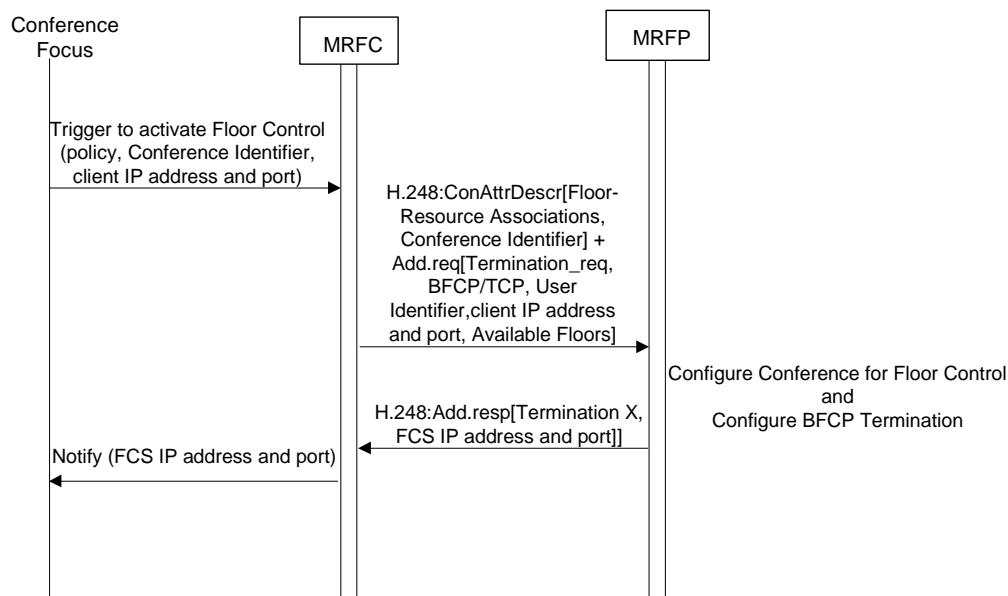 Conference
Focus
MRFC
MRFP
Trigger to activate Floor Control
(policy, Conference Identifier,
client IP address and port)
H.248:ConAttrDescr[Floor-
Resource Associations,
Conference Identifier] +
Add.req[Termination_req,
BFCP/TCP, User
Identifier,client IP address
and port, Available Floors]
Configure Conference for Floor Control
and
Configure BFCP Termination
H.248:Add.resp[Termination X,
FCS IP address and port]]
Notify (FCS IP address and port)